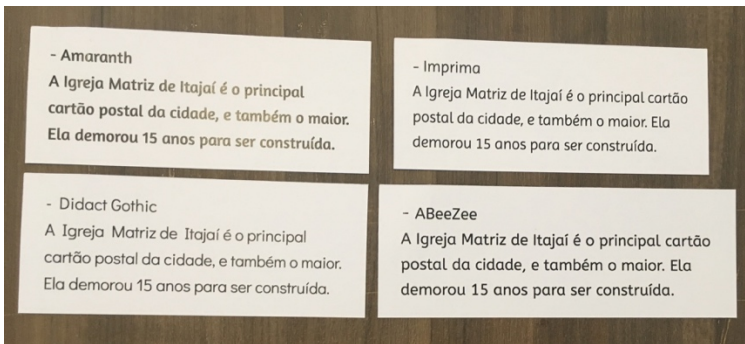 - Amaranth
A Igreja Matriz de Itajaí é o principal
cartão postal da cidade, e também o maior.
Ela demorou 15 anos para ser construída.
- Imprima
A Igreja Matriz de Itajaí é o principal cartão
postal da cidade, e também o maior. Ela
demorou 15 anos para ser construída.
- Didact Gothic
A Igreja Matriz de Itajaí é o principal
cartão postal da cidade, e também o maior.
Ela demorou 15 anos para ser construída.
- ABeeZee
A Igreja Matriz de Itajaí é o principal cartão
postal da cidade, e também o maior. Ela
demorou 15 anos para ser construída.